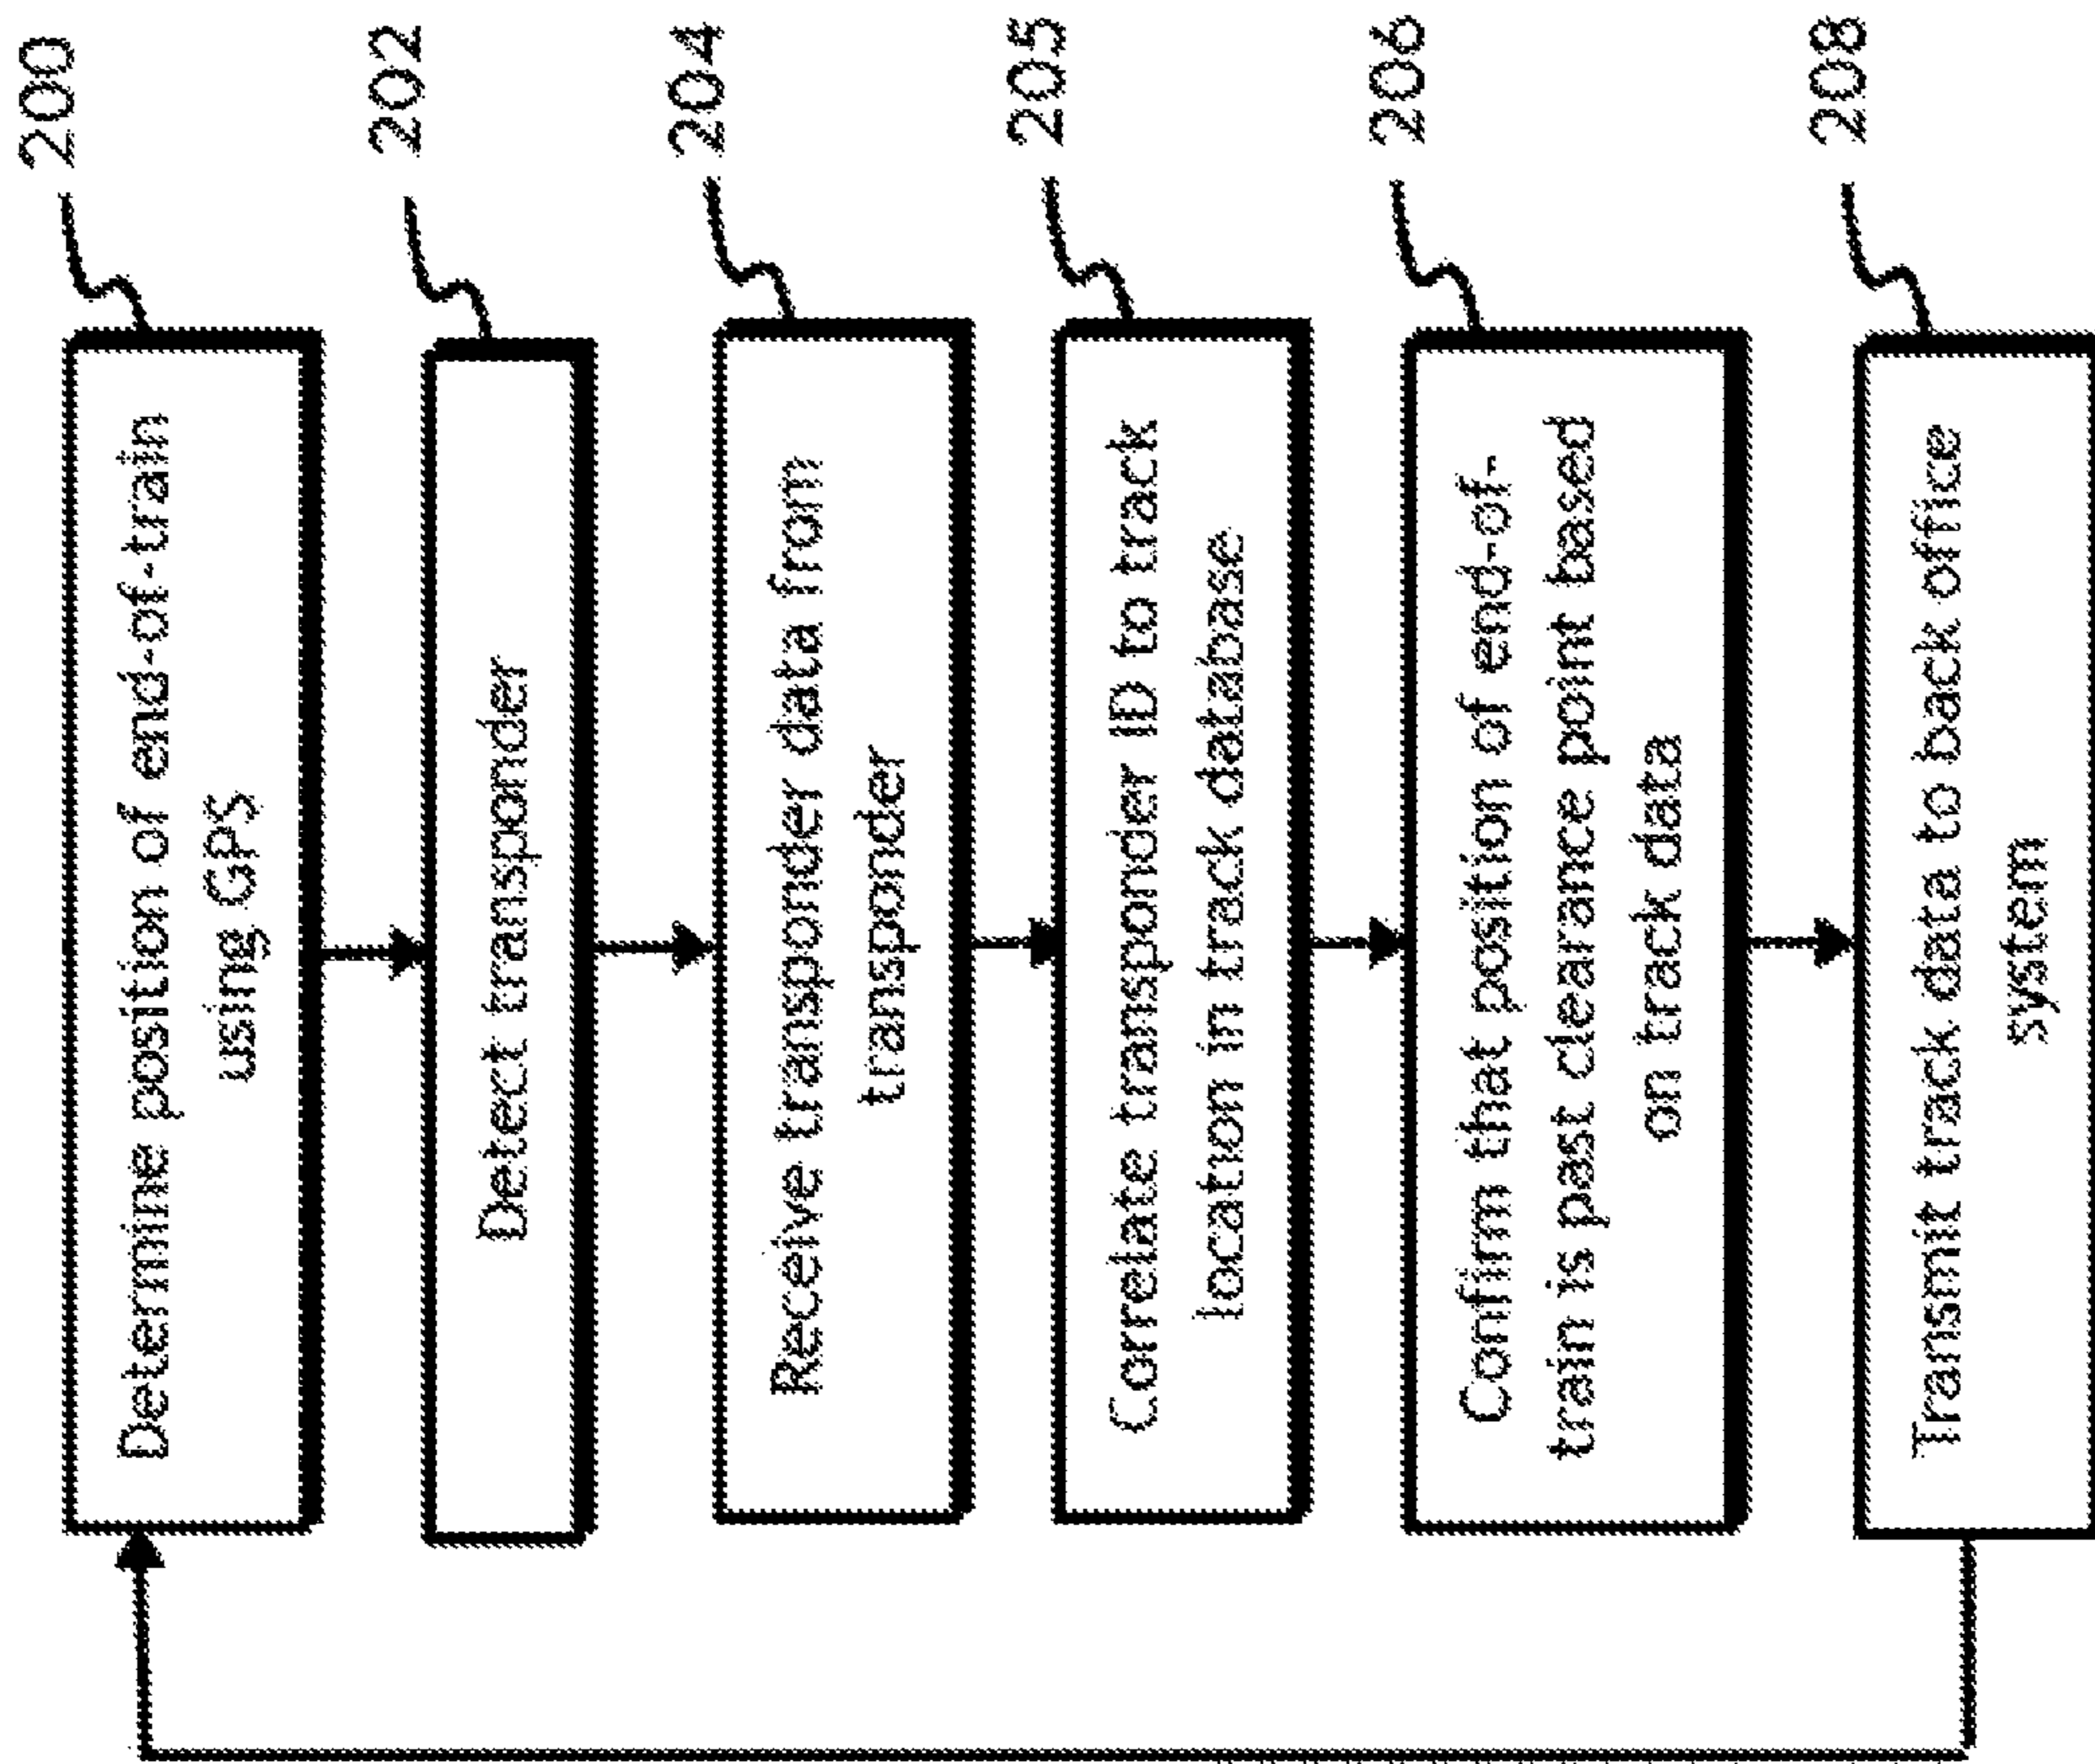 Determine position of end-of-train
using GPS
200
Detect transponder
202
Receive transponder data from
transponder
204
Correlate transponder ID to track
location in track database
205
Confirm that position of end-of-
train is past clearance point based
on track data
206
Transmit track data to back office
system
208